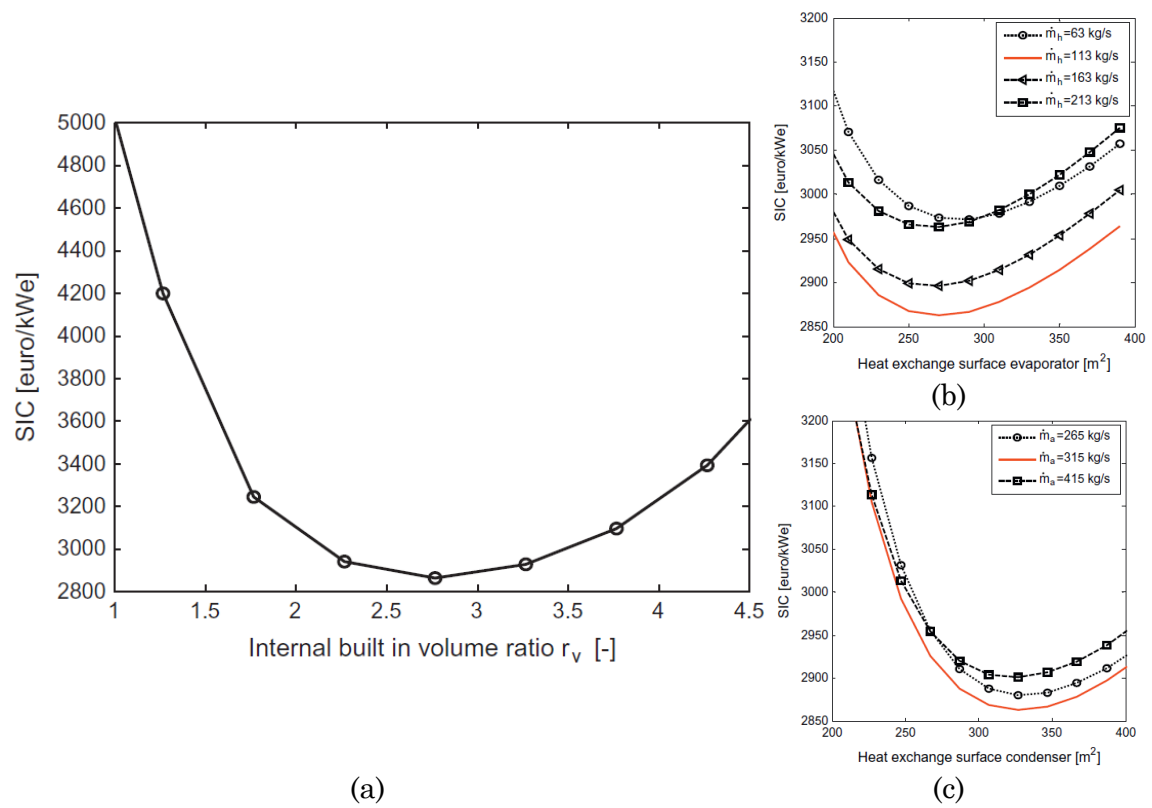 5000
4800
4600
4400
4200
4000
3800
3600
3400
3200
3000
2800
SIC [euro/kWe]
1 1.5 2 2.5 3 3.5 4 4.5
Internal built in volume ratio r_v [-]
(a)
3200
3150
3100
3050
3000
2950
2900
2850
SIC [euro/kWe]
ṁ_h=63 kg/s
ṁ_h=113 kg/s
ṁ_h=163 kg/s
ṁ_h=213 kg/s
200 250 300 350 400
Heat exchange surface evaporator [m²]
(b)
3200
3150
3100
3050
3000
2950
2900
2850
SIC [euro/kWe]
ṁ_a=265 kg/s
ṁ_a=315 kg/s
ṁ_a=415 kg/s
200 250 300 350 400
Heat exchange surface condenser [m²]
(c)